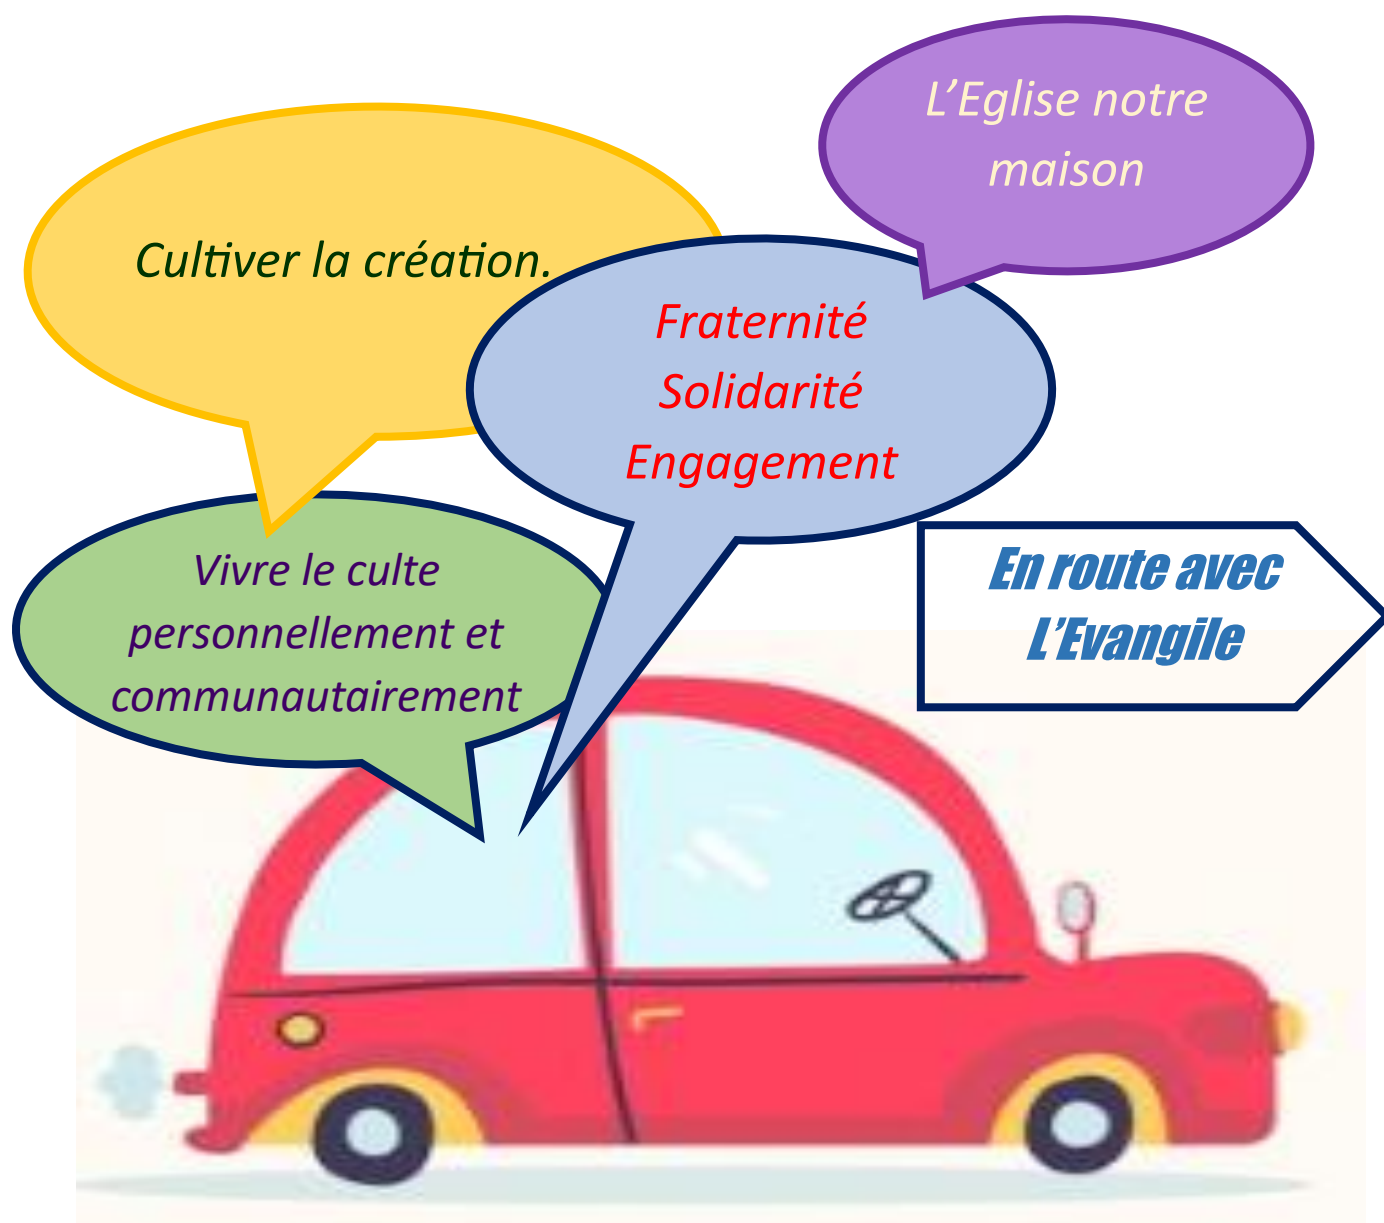 L’Eglise notre
maison
Cultiver la création.
Fraternité
Solidarité
Engagement
Vivre le culte
personnellement et
communautairement
En route avec
L’Evangile